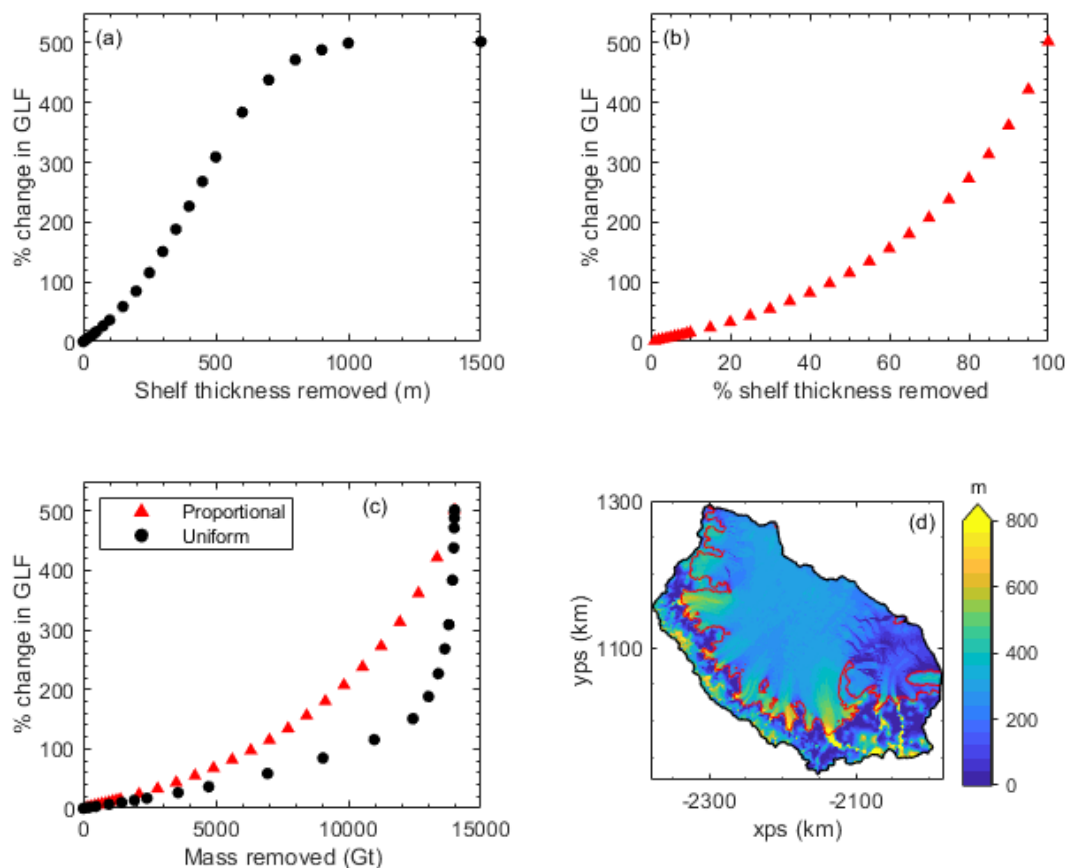 (a)
% change in GLF
500
400
300
200
100
0
0 500 1000 1500
Shelf thickness removed (m)
(b)
% change in GLF
500
400
300
200
100
0
0 20 40 60 80 100
% shelf thickness removed
(c)
Proportional
Uniform
% change in GLF
500
400
300
200
100
0
0 5000 10000 15000
Mass removed (Gt)
(d)
yps (km)
1300
1100
-2300 -2100
xps (km)
m
800
600
400
200
0